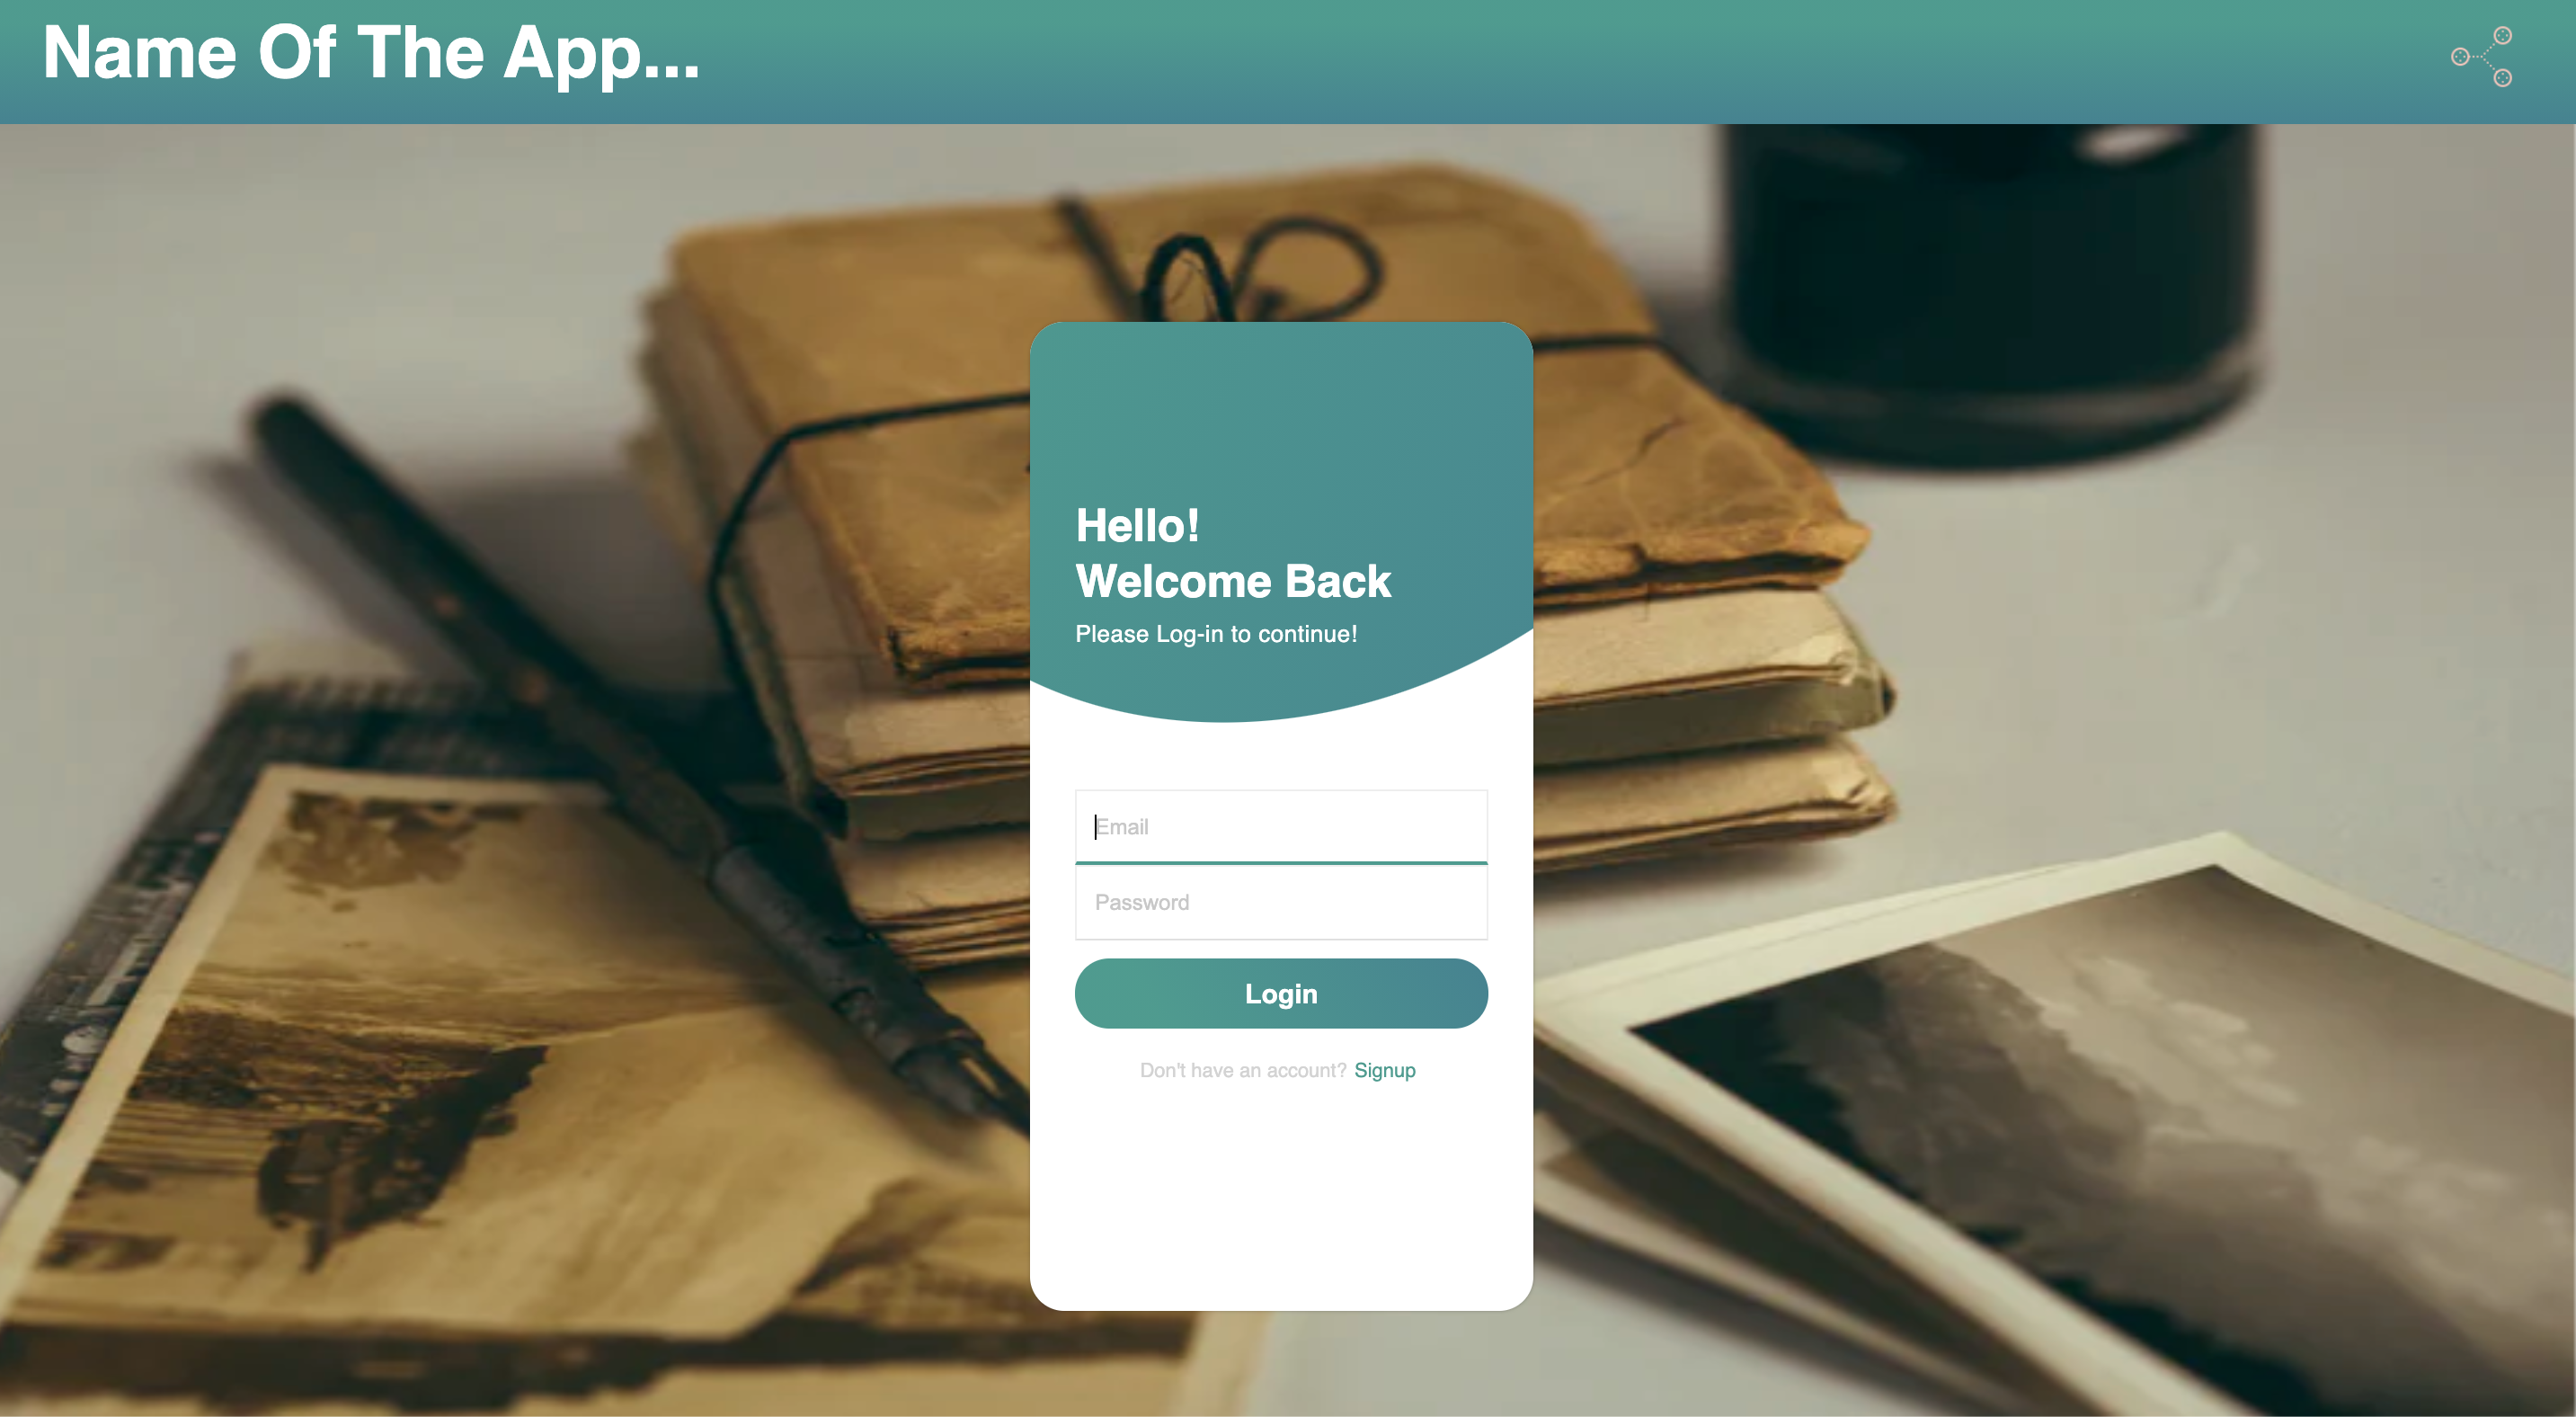 Name Of The App...
Hello!
Welcome Back
Please Log-in to continue!
Email
Password
Login
Don't have an account? Signup